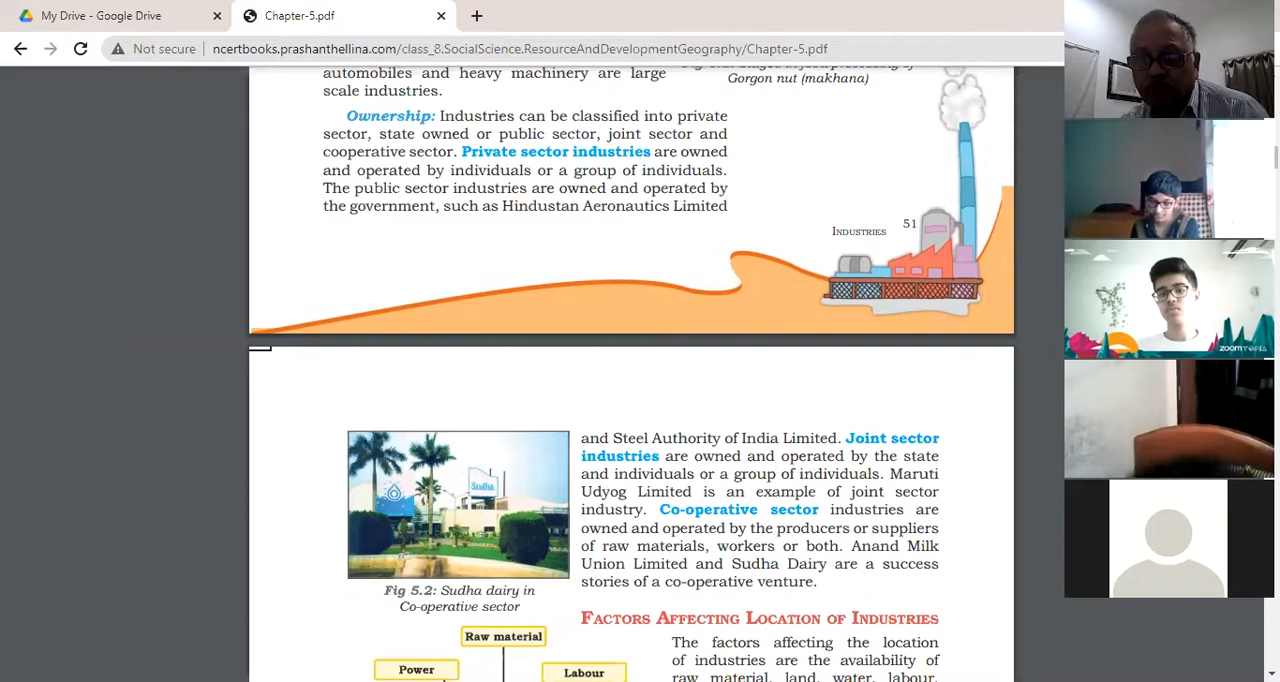 My Drive - Google Drive
Chapter-5.pdf
Not secure
ncertbooks.prashanthellina.com/class_8.SocialScience.ResourceAndDevelopmentGeography/Chapter-5.pdf
automobiles and heavy machinery are large
scale industries.
Gorgon nut (makhana)
Ownership: Industries can be classified into private
sector, state owned or public sector, joint sector and
cooperative sector. Private sector industries are owned
and operated by individuals or a group of individuals.
The public sector industries are owned and operated by
the government, such as Hindustan Aeronautics Limited
INDUSTRIES 51
Sudha
Fig 5.2: Sudha dairy in
Co-operative sector
and Steel Authority of India Limited. Joint sector
industries are owned and operated by the state
and individuals or a group of individuals. Maruti
Udyog Limited is an example of joint sector
industry. Co-operative sector industries are
owned and operated by the producers or suppliers
of raw materials, workers or both. Anand Milk
Union Limited and Sudha Dairy are a success
stories of a co-operative venture.
FACTORS AFFECTING LOCATION OF INDUSTRIES
The factors affecting the location
of industries are the availability of
raw material, land, water, labour,
Raw material
Power
Labour
zoomtopia